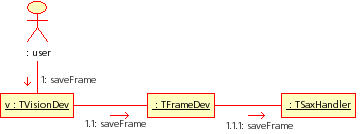 : user
1: saveFrame
v : TVisionDev
: TFrameDev
: TSaxHandler
1.1: saveFrame
1.1.1: saveFrame